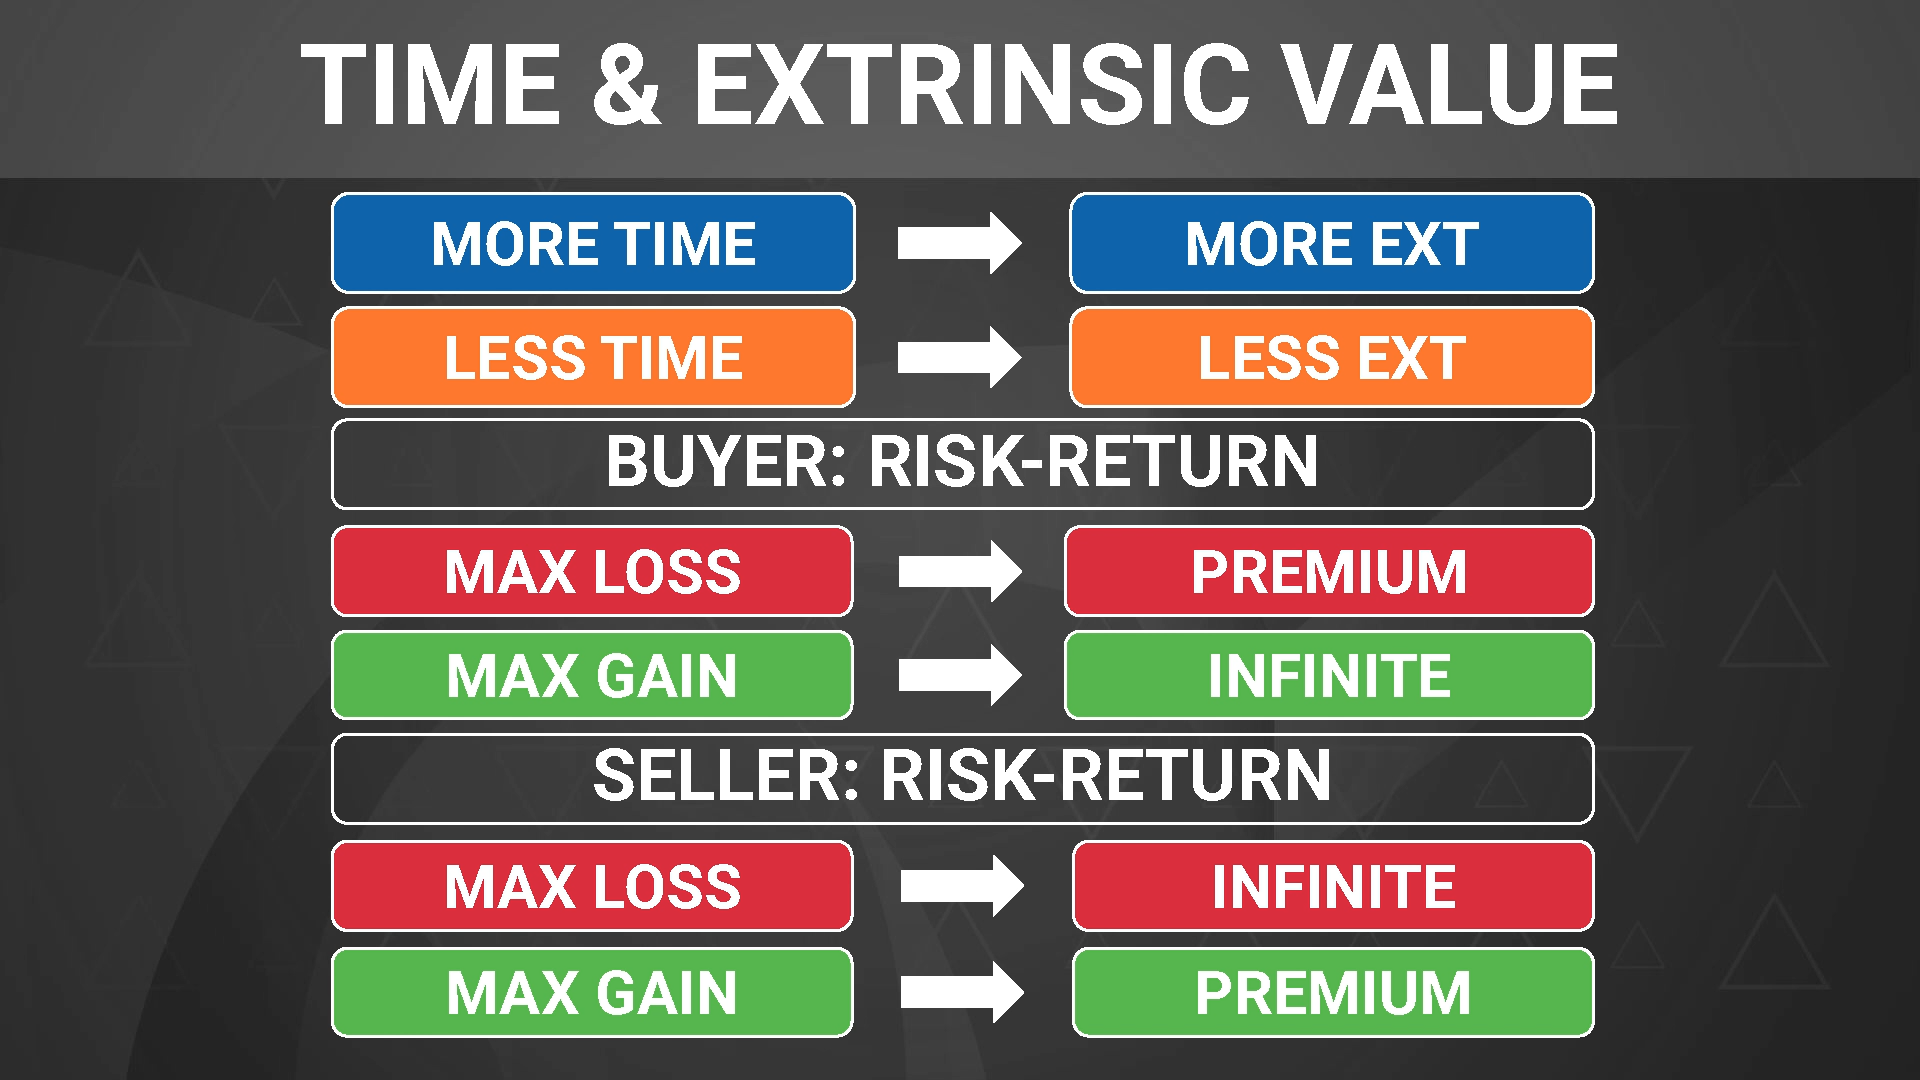 TIME & EXTRINSIC VALUE
MORE TIME
MORE EXT
LESS TIME
LESS EXT
BUYER: RISK-RETURN
MAX LOSS
PREMIUM
MAX GAIN
INFINITE
SELLER: RISK-RETURN
MAX LOSS
INFINITE
MAX GAIN
PREMIUM